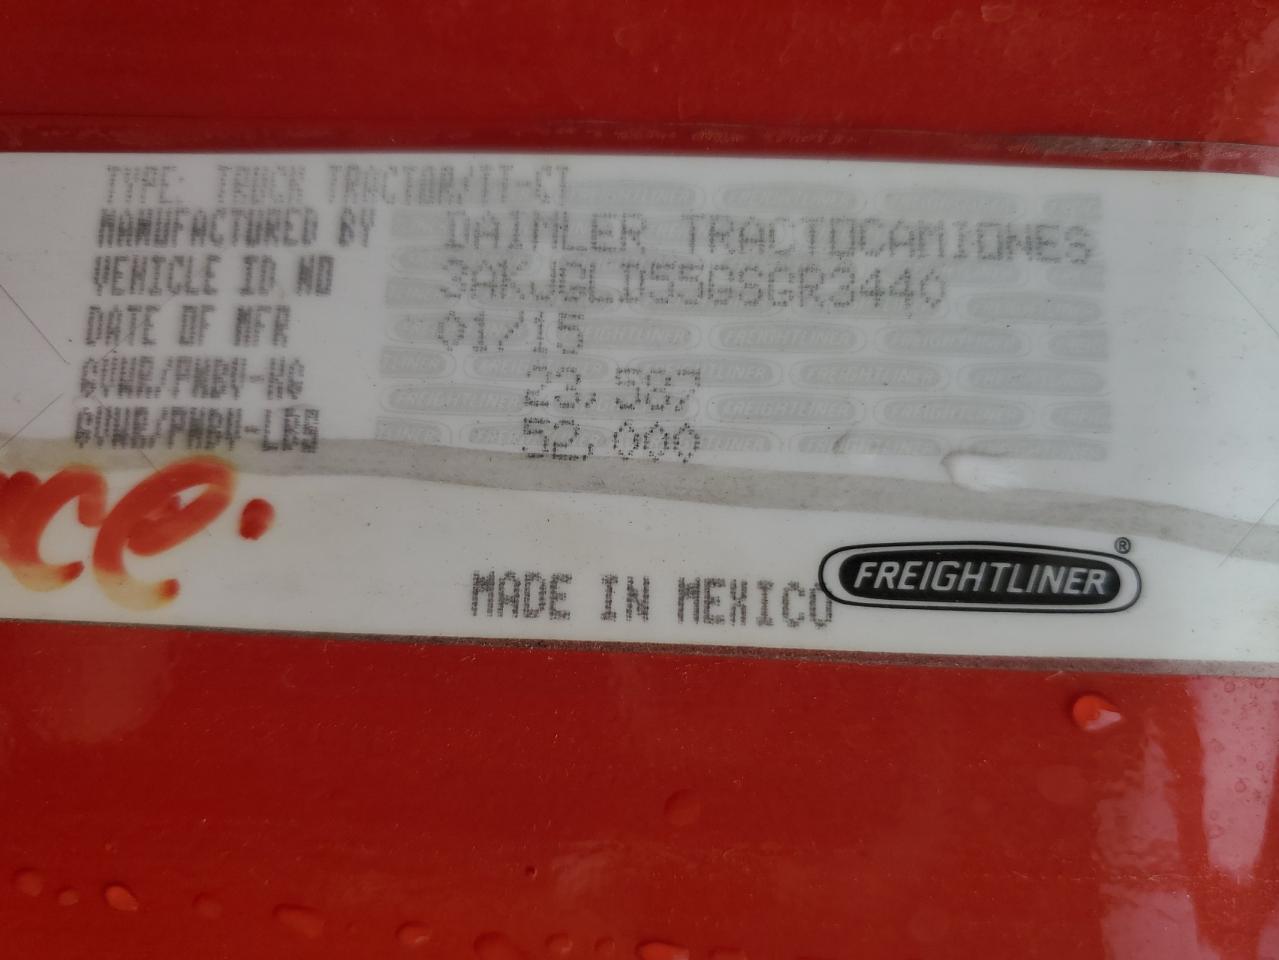 TYPE: TRUCK TRACTOR/TT-CT
MANUFACTURED BY DAIMLER TRACTOCAMIONES
VEHICLE ID NO 3AKJGLD55GSGR3446
DATE OF MFR 01/15
GVWR/PNBV-KG 23,587
GVWR/PNBV-LBS 52,000
MADE IN MEXICO FREIGHTLINER®